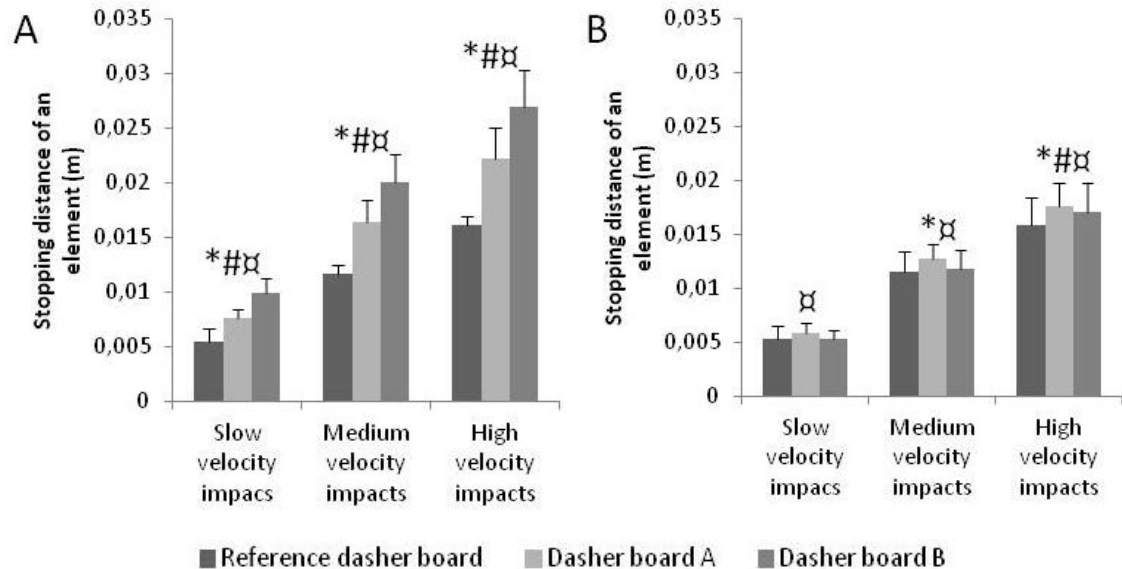 A
Stopping distance of an
element (m)
0,035
0,03
0,025
0,02
0,015
0,01
0,005
0
*#¤
*#¤
*#¤
Slow
velocity
impacs
Medium
velocity
impacts
High
velocity
impacts
B
Stopping distance of an
element (m)
0,035
0,03
0,025
0,02
0,015
0,01
0,005
0
¤
*¤
*#¤
Slow
velocity
impacs
Medium
velocity
impacts
High
velocity
impacts
Reference dasher board
Dasher board A
Dasher board B